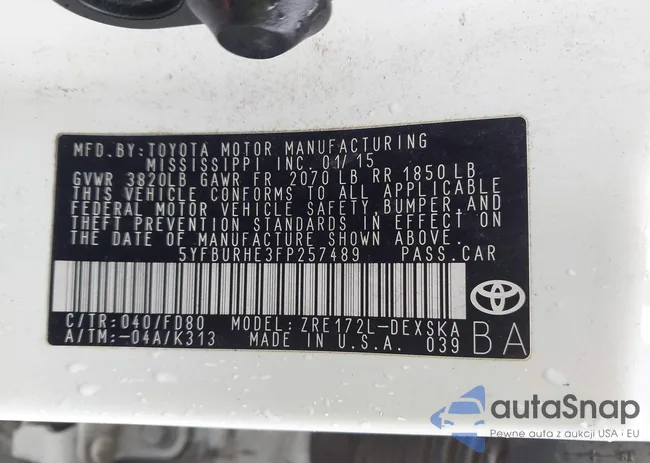 MFD.BY:TOYOTA MOTOR MANUFACTURING
MISSISSIPPI INC. 01/15
GVWR 3820LB GAWR FR 2070 LB RR 1850 LB
THIS VEHICLE CONFORMS TO ALL APPLICABLE
FEDERAL MOTOR VEHICLE SAFETY, BUMPER, AND
THEFT PREVENTION STANDARDS IN EFFECT ON
THE DATE OF MANUFACTURE SHOWN ABOVE.
5YFBURHE3FP257489 PASS.CAR
C/TR:040/FD80 MODEL:ZRE172L-DEXSKA
A/TM:-04A/K313 MADE IN U.S.A. 039
BA
autaSnap
Pewne auta z aukcji USA i EU